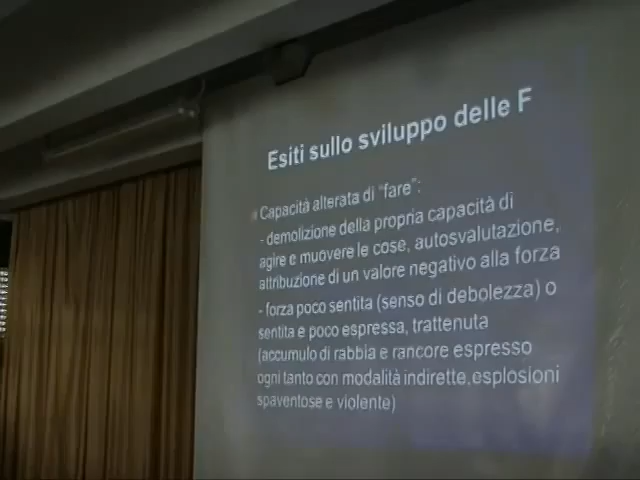 Esiti sullo sviluppo delle F
Capacità alterata di "fare":
- demolizione della propria capacità di
agire e muovere le cose, autosvalutazione,
attribuzione di un valore negativo alla forza
- forza poco sentita (senso di debolezza) o
sentita e poco espressa, trattenuta
(accumulo di rabbia e rancore espresso
ogni tanto con modalità indirette,esplosioni
spaventose e violente)